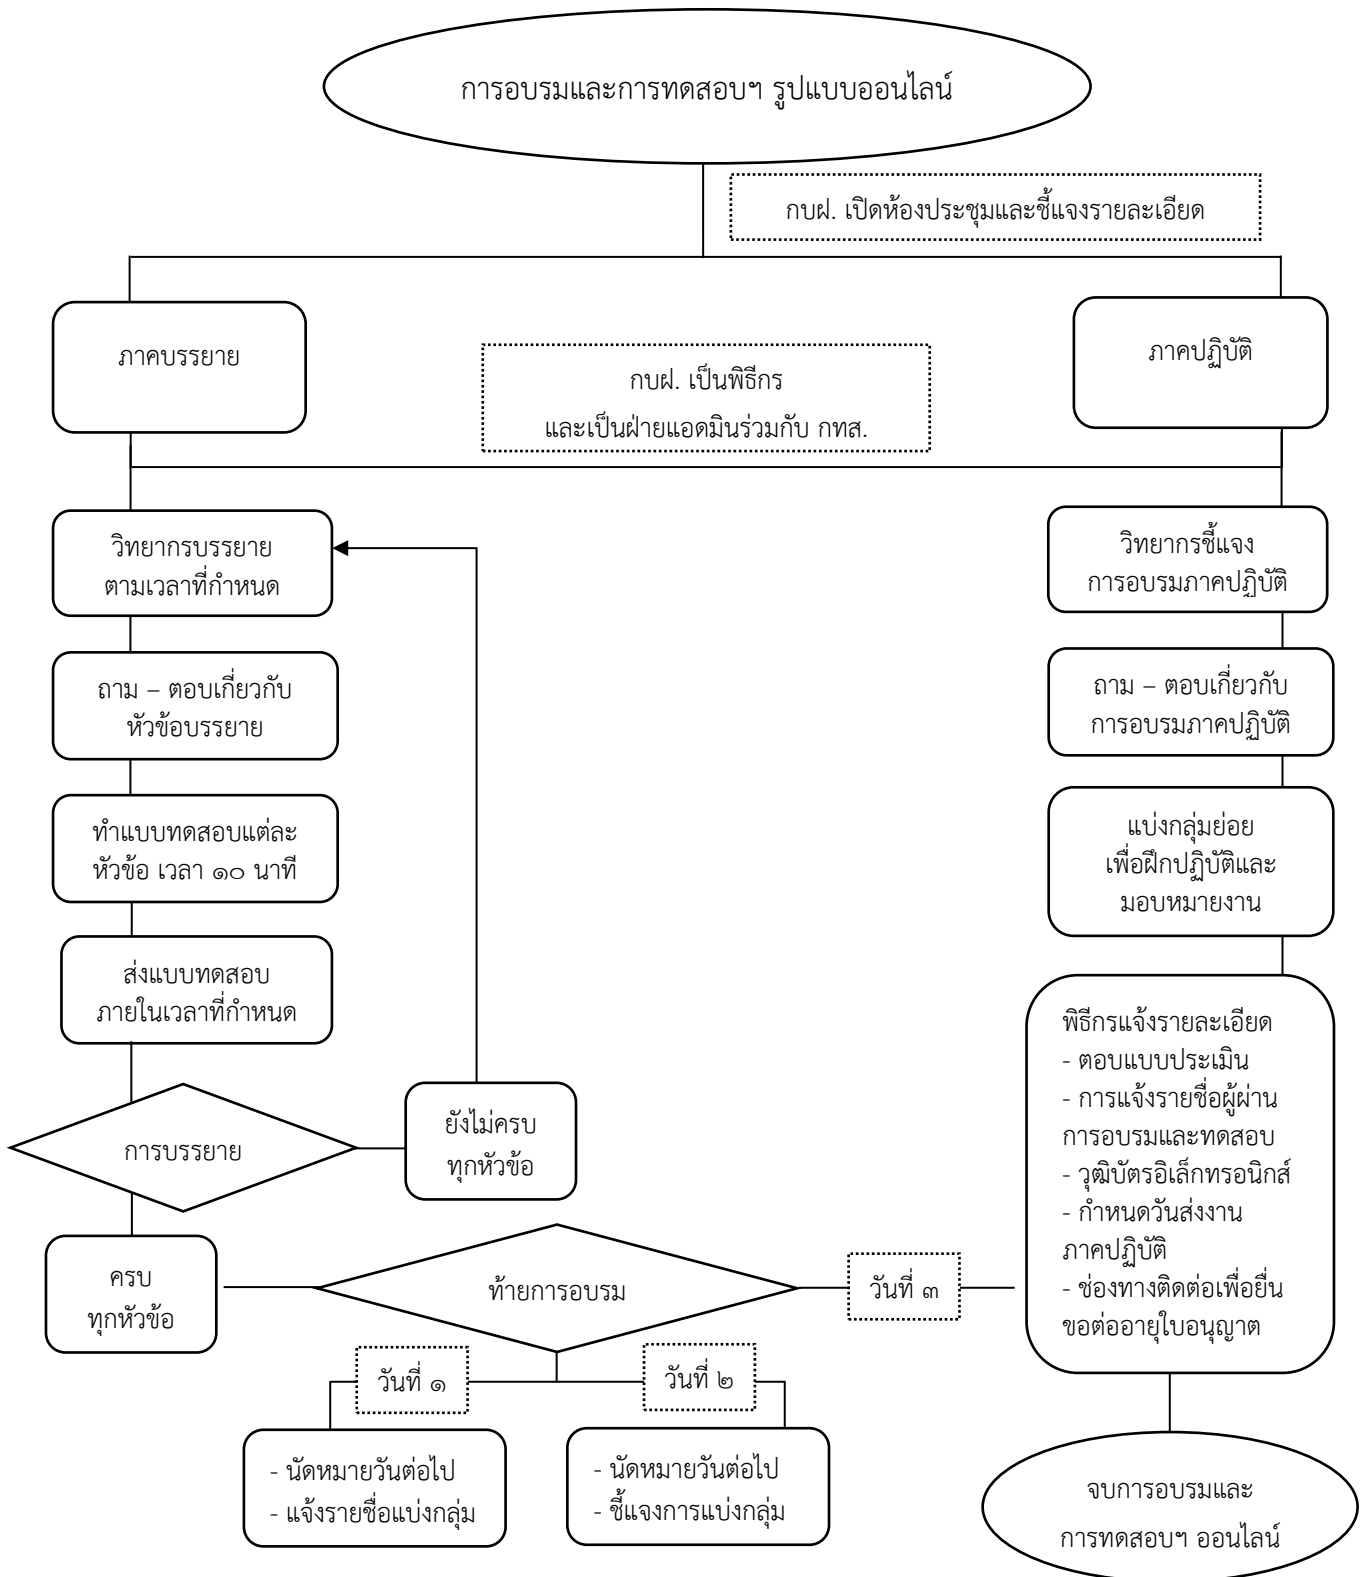 การอบรมและการทดสอบฯ รูปแบบออนไลน์
กบฝ. เปิดห้องประชุมและชี้แจงรายละเอียด
ภาคบรรยาย
กบฝ. เป็นพิธีกร
และเป็นฝ่ายแอดมินร่วมกับ กทส.
ภาคปฏิบัติ
วิทยากรบรรยาย
ตามเวลาที่กำหนด
ถาม – ตอบเกี่ยวกับ
หัวข้อบรรยาย
ทำแบบทดสอบแต่ละ
หัวข้อ เวลา ๑๐ นาที
ส่งแบบทดสอบ
ภายในเวลาที่กำหนด
การบรรยาย
ยังไม่ครบ
ทุกหัวข้อ
ครบ
ทุกหัวข้อ
ท้ายการอบรม
วันที่ ๑
- นัดหมายวันต่อไป
- แจ้งรายชื่อแบ่งกลุ่ม
วันที่ ๒
- นัดหมายวันต่อไป
- ชี้แจงการแบ่งกลุ่ม
วันที่ ๓
วิทยากรชี้แจง
การอบรมภาคปฏิบัติ
ถาม – ตอบเกี่ยวกับ
การอบรมภาคปฏิบัติ
แบ่งกลุ่มย่อย
เพื่อฝึกปฏิบัติและ
มอบหมายงาน
พิธีกรแจ้งรายละเอียด
- ตอบแบบประเมิน
- การแจ้งรายชื่อผู้ผ่าน
การอบรมและทดสอบ
- วุฒิบัตรอิเล็กทรอนิกส์
- กำหนดวันส่งงาน
ภาคปฏิบัติ
- ช่องทางติดต่อเพื่อยื่น
ขอต่ออายุใบอนุญาต
จบการอบรมและ
การทดสอบฯ ออนไลน์